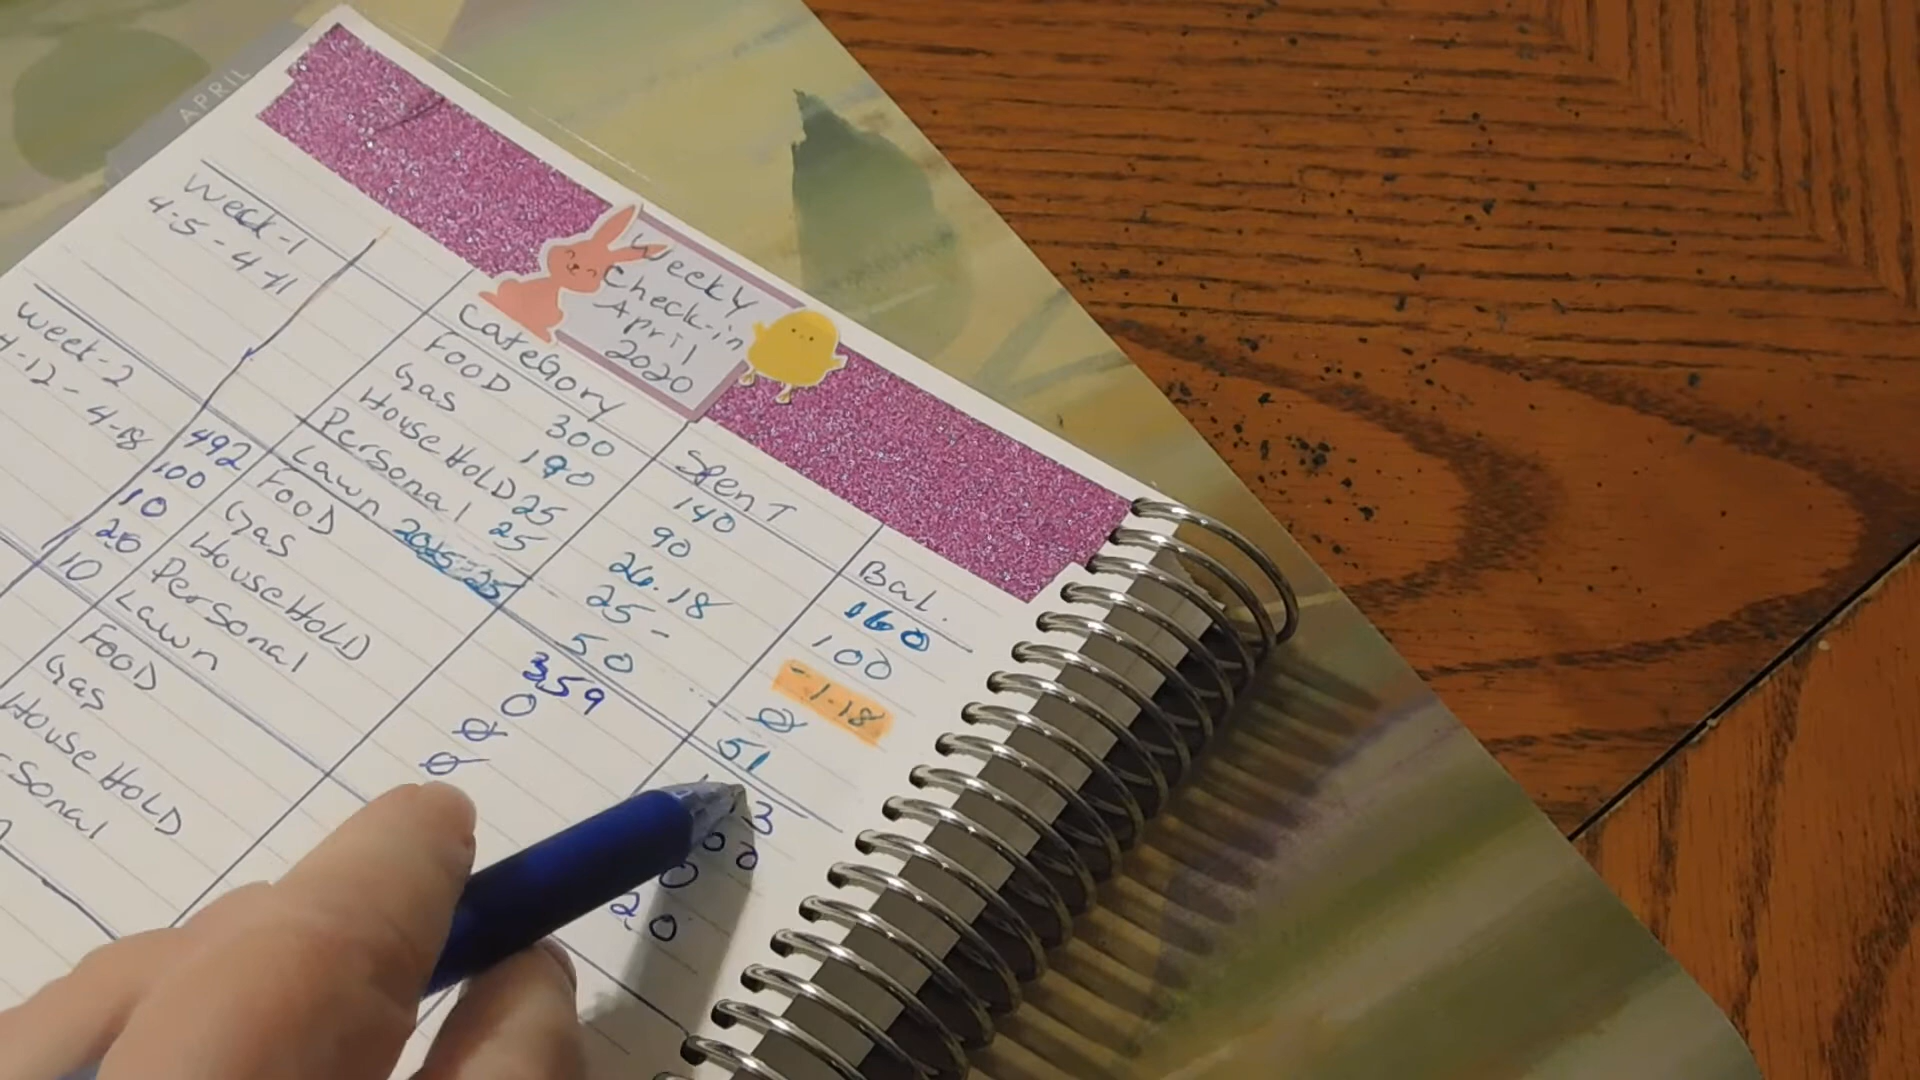 APRIL
Weekly
Check-in
April
2020
Category Spent Bal.
Week-1 Food 300 140 160
4-5 - 4-11 Gas 190 90 100
HouseHold 25 26.18 -1.18
Personal 25 25 - 0
Lawn 50 51
Week-2 492 Food 359
4-12 - 4-18 100 Gas 0
10 HouseHold Ø
20 Personal Ø 20
10 Lawn
Food
Gas
HouseHold